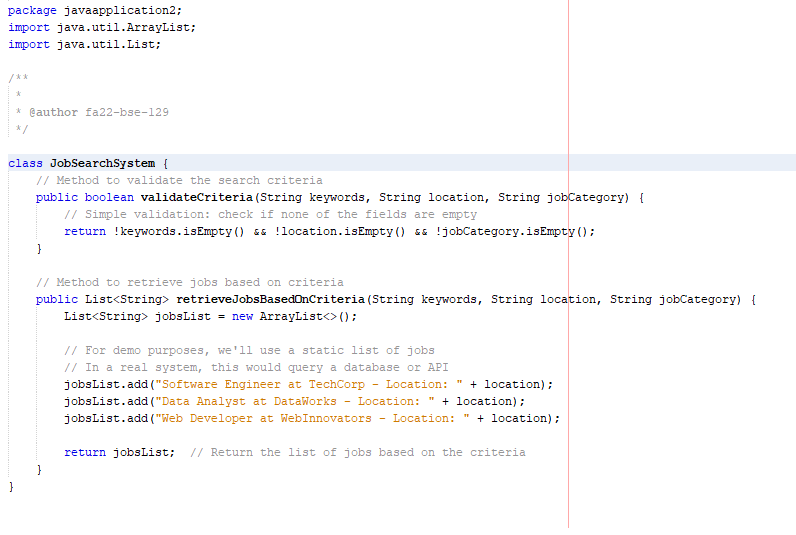 package javaapplication2;
import java.util.ArrayList;
import java.util.List;
/**
 *
 * @author fa22-bse-129
 */
class JobSearchSystem {
    // Method to validate the search criteria
    public boolean validateCriteria(String keywords, String location, String jobCategory) {
        // Simple validation: check if none of the fields are empty
        return !keywords.isEmpty() && !location.isEmpty() && !jobCategory.isEmpty();
    }
    // Method to retrieve jobs based on criteria
    public List<String> retrieveJobsBasedOnCriteria(String keywords, String location, String jobCategory) {
        List<String> jobsList = new ArrayList<>();
        // For demo purposes, we'll use a static list of jobs
        // In a real system, this would query a database or API
        jobsList.add("Software Engineer at TechCorp - Location: " + location);
        jobsList.add("Data Analyst at DataWorks - Location: " + location);
        jobsList.add("Web Developer at WebInnovators - Location: " + location);
        return jobsList;  // Return the list of jobs based on the criteria
    }
}